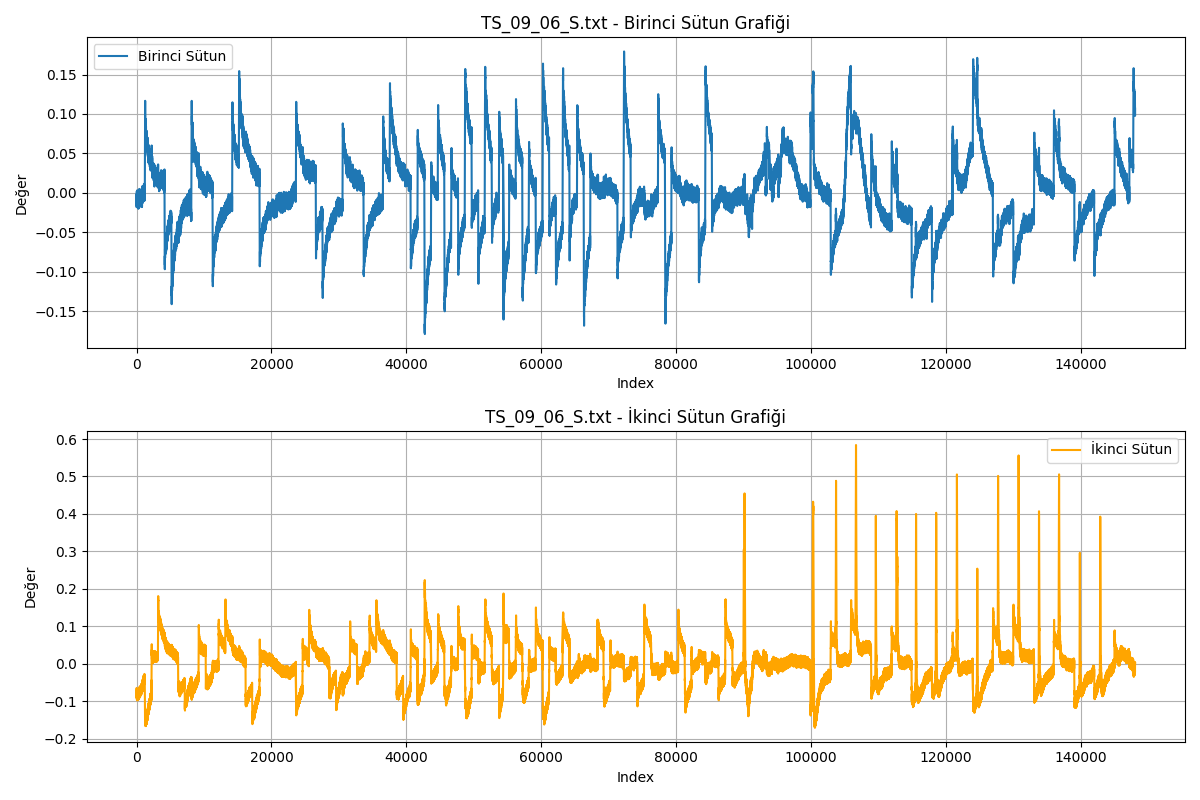 TS_09_06_S.txt - Birinci Sütun Grafiği
Birinci Sütun
0.15
0.10
0.05
0.00
−0.05
−0.10
−0.15
Değer
0 20000 40000 60000 80000 100000 120000 140000
Index
TS_09_06_S.txt - İkinci Sütun Grafiği
İkinci Sütun
0.6
0.5
0.4
0.3
0.2
0.1
0.0
−0.1
−0.2
Değer
0 20000 40000 60000 80000 100000 120000 140000
Index